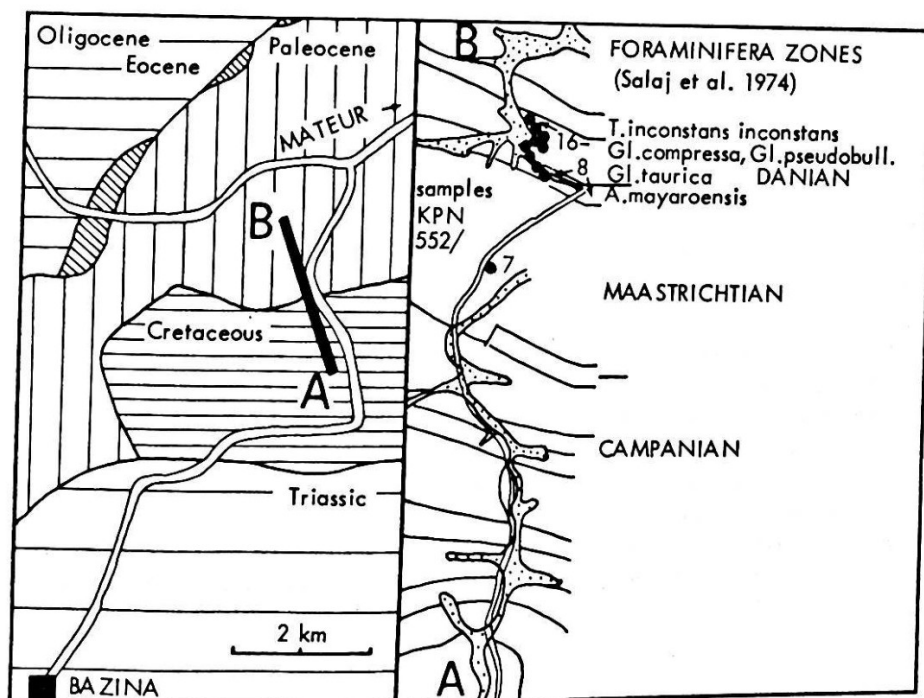 Oligocene
Eocene
Paleocene
MATEUR
B
Cretaceous
A
Triassic
2 km
BAZINA
B
FORAMINIFERA ZONES
(Salaj et al. 1974)
16-
T.inconstans inconstans
Gl.compressa, Gl.pseudobull.
8
Gl.taurica DANIAN
1
A.mayaroensis
samples
KPN
552/
7
MAASTRICHTIAN
CAMPANIAN
A